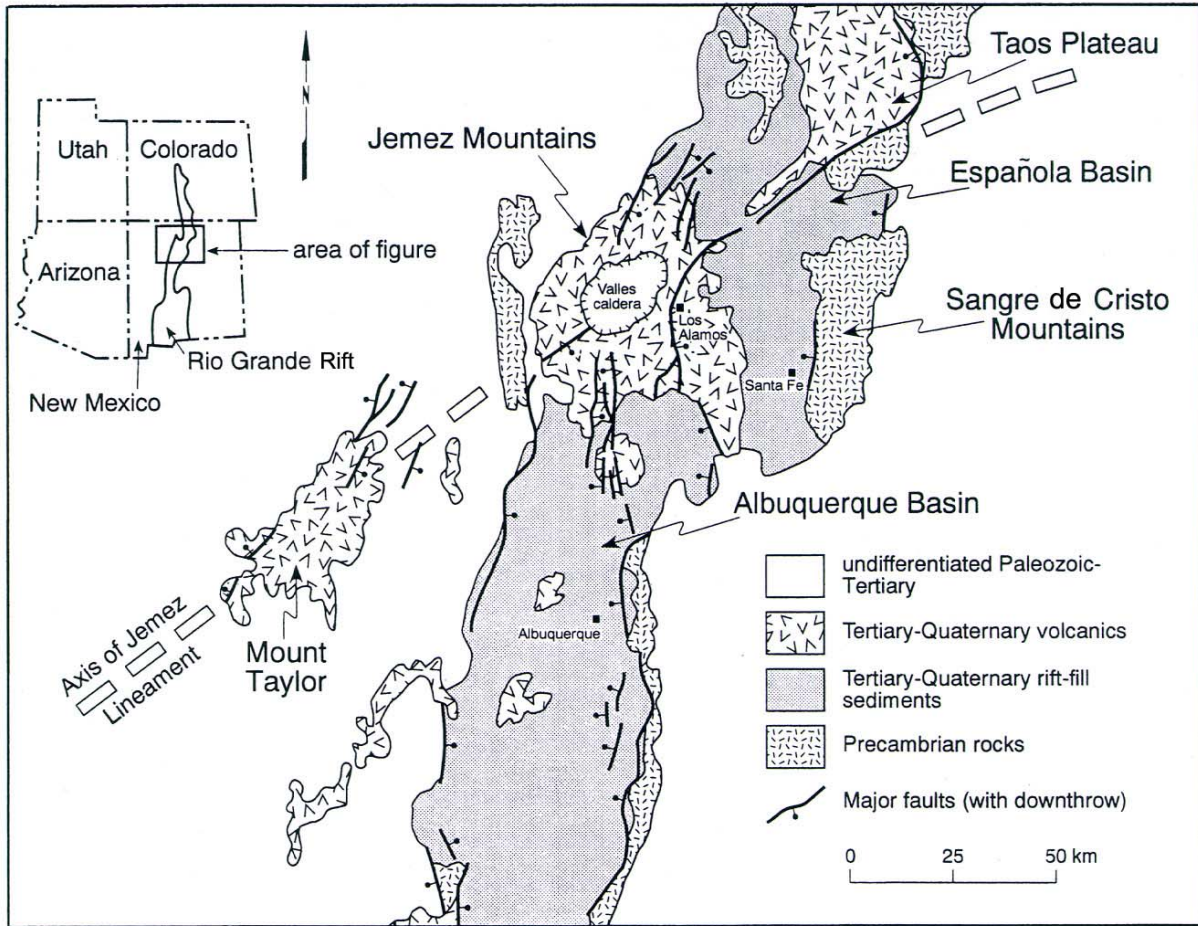 N
Utah
Colorado
Arizona
area of figure
Rio Grande Rift
New Mexico
Taos Plateau
Jemez Mountains
Española Basin
Valles
caldera
Los
Alamos
Sangre de Cristo
Mountains
Santa Fe
Albuquerque Basin
Albuquerque
Axis of Jemez
Lineament
Mount
Taylor
undifferentiated Paleozoic-
Tertiary
Tertiary-Quaternary volcanics
Tertiary-Quaternary rift-fill
sediments
Precambrian rocks
Major faults (with downthrow)
0 25 50 km